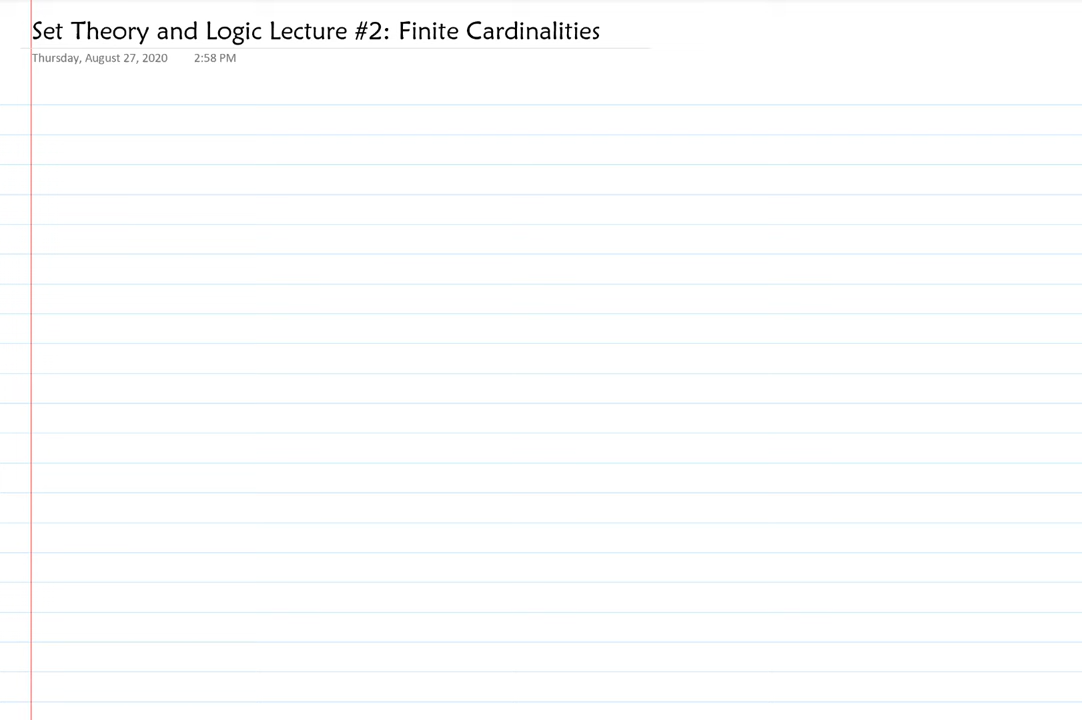 Set Theory and Logic Lecture #2: Finite Cardinalities
Thursday, August 27, 2020 2:58 PM